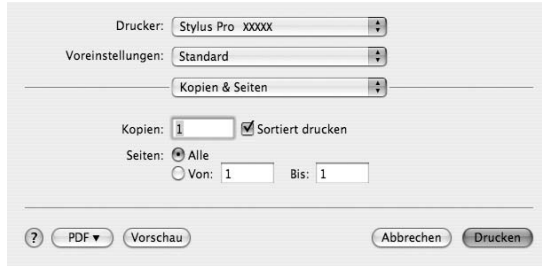 Drucker: Stylus Pro XXXXX
Voreinstellungen: Standard
Kopien & Seiten
Kopien: 1 Sortiert drucken
Seiten: Alle
Von: 1 Bis: 1
? PDF Vorschau Abbrechen Drucken